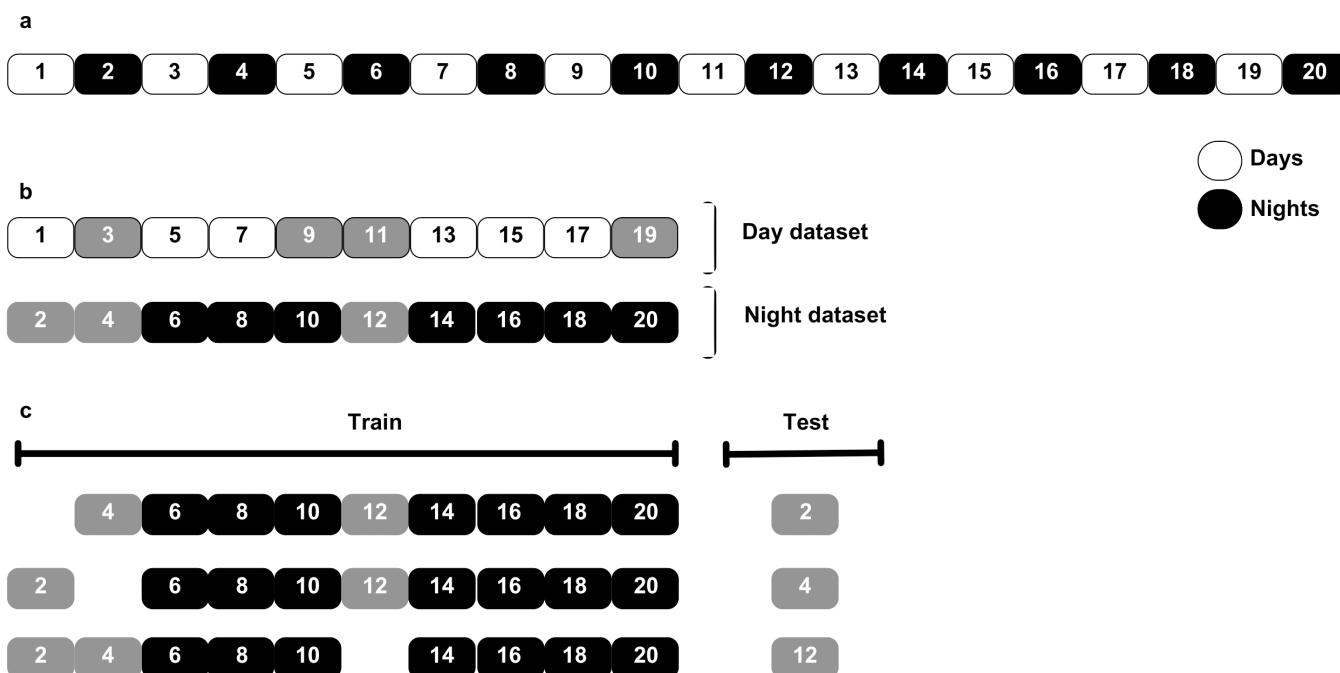 a
1 2 3 4 5 6 7 8 9 10 11 12 13 14 15 16 17 18 19 20
Days
Nights
b
1 3 5 7 9 11 13 15 17 19
Day dataset
2 4 6 8 10 12 14 16 18 20
Night dataset
c
Train Test
4 6 8 10 12 14 16 18 20 2
2 6 8 10 12 14 16 18 20 4
2 4 6 8 10 14 16 18 20 12